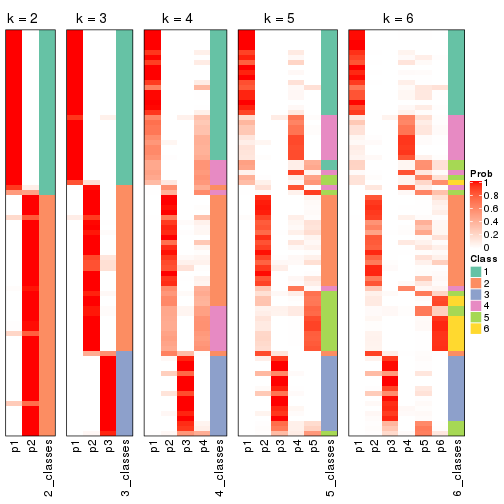 k = 2
k = 3
k = 4
k = 5
k = 6
Prob
1
0.8
0.6
0.4
0.2
0
Class
1
2
3
4
5
6
p1
p2
2_classes
p1
p2
p3
3_classes
p1
p2
p3
p4
4_classes
p1
p2
p3
p4
p5
5_classes
p1
p2
p3
p4
p5
p6
6_classes